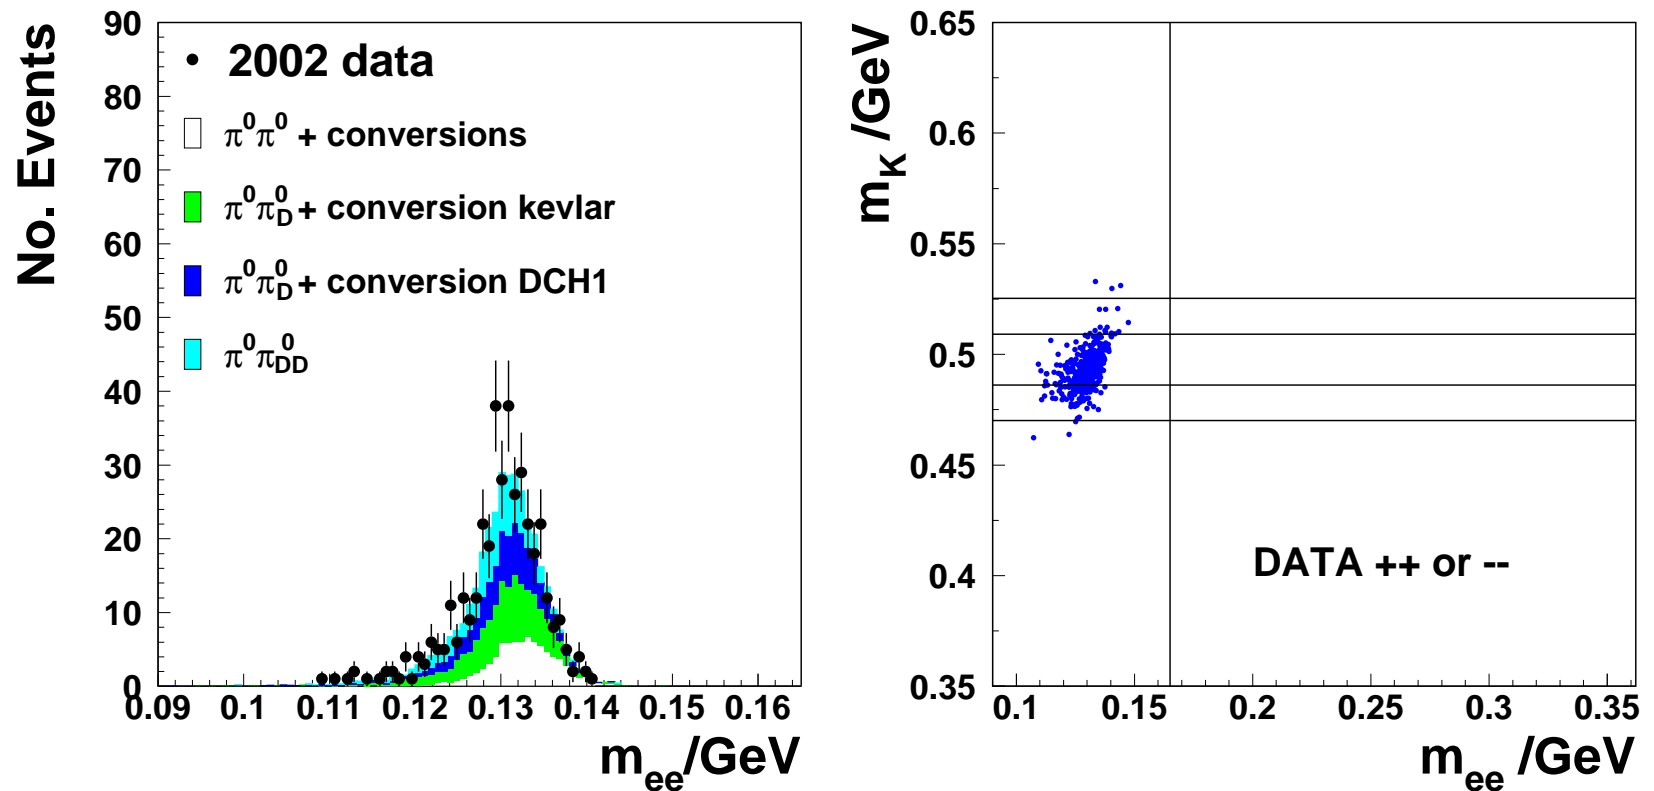 No. Events
90
80
70
60
50
40
30
20
10
0
2002 data
π⁰π⁰ + conversions
π⁰π⁰_D + conversion kevlar
π⁰π⁰_D + conversion DCH1
π⁰π⁰_DD
0.09 0.1 0.11 0.12 0.13 0.14 0.15 0.16
m_ee/GeV
m_K /GeV
0.65
0.6
0.55
0.5
0.45
0.4
0.35
DATA ++ or --
0.1 0.15 0.2 0.25 0.3 0.35
m_ee /GeV